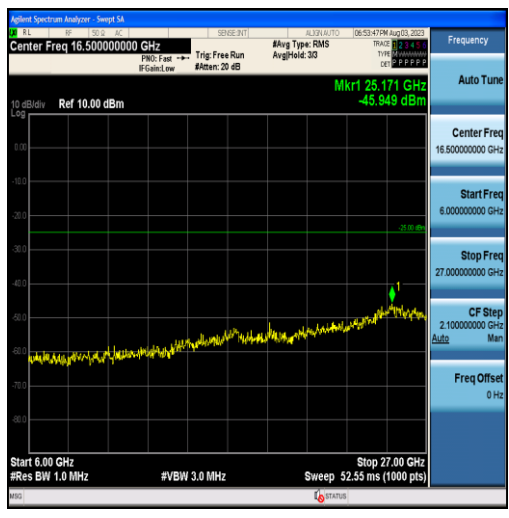 Agilent Spectrum Analyzer - Swept SA
RL RF 50 Ω AC SENSE:INT ALIGN AUTO 06:53:47 PM Aug 03, 2023
Center Freq 16.500000000 GHz
PNO: Fast
IFGain:Low
Trig: Free Run
#Atten: 20 dB
#Avg Type: RMS
Avg|Hold: 3/3
TRACE 1 2 3 4 5 6
TYPE
DET P P P P P P
Mkr1 25.171 GHz
-45.949 dBm
10 dB/div Ref 10.00 dBm
Log
0.00
-10.0
-20.0
-25.00 dBm
-30.0
-40.0
1
-50.0
-60.0
-70.0
-80.0
Start 6.00 GHz Stop 27.00 GHz
#Res BW 1.0 MHz #VBW 3.0 MHz Sweep 52.55 ms (1000 pts)
MSG STATUS
Frequency
Auto Tune
Center Freq
16.500000000 GHz
Start Freq
6.000000000 GHz
Stop Freq
27.000000000 GHz
CF Step
2.100000000 GHz
Auto Man
Freq Offset
0 Hz